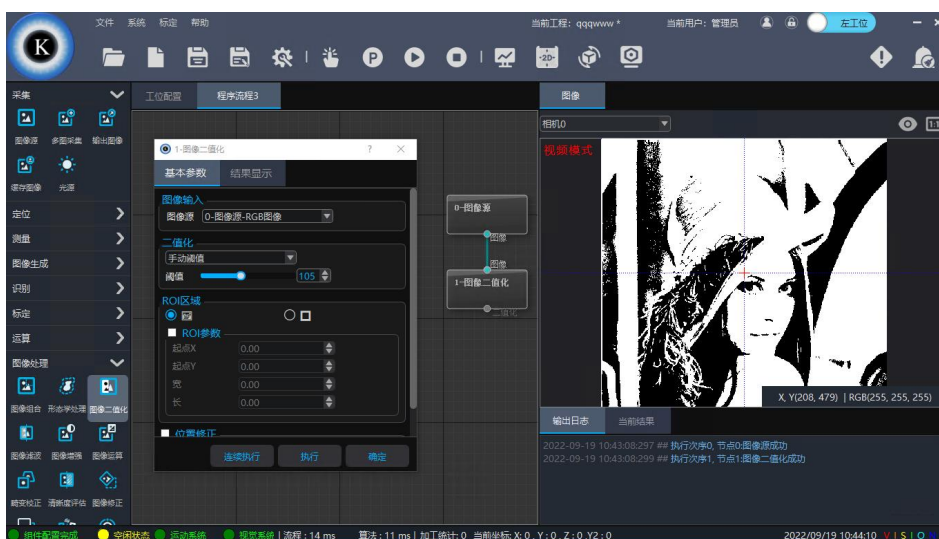 文件 系统 标定 帮助
当前工程: qqqwww *
当前用户: 管理员
左工位
K
P
-2D-
采集
图像源 多图采集 输出图像
缓存图像 光源
定位
测量
图像生成
识别
标定
运算
图像处理
图像组合 形态学处理 图像二值化
图像滤波 图像增强 图像运算
畸变校正 清晰度评估 图像修正
工位配置 程序流程3
1-图像二值化 ? ×
基本参数 结果显示
图像输入
图像源 0-图像源-RGB图像
二值化
手动阈值
阈值 105
ROI区域
ROI参数
起点X 0.00
起点Y 0.00
宽 0.00
长 0.00
位置修正
连续执行 执行 确定
0-图像源
图像
图像
1-图像二值化
二值化
图像
相机0
1:1
视频模式
X, Y(208, 479) | RGB(255, 255, 255)
输出日志 当前结果
2022-09-19 10:43:08:297 ## 执行次序0, 节点0:图像源成功
2022-09-19 10:43:08:299 ## 执行次序1, 节点1:图像二值化成功
组件配置完成 空闲状态 运动系统 视觉系统 | 流程 : 14 ms 算法 : 11 ms | 加工统计: 0 当前坐标: X: 0 , Y : 0 , Z : 0 ,Y2 : 0
2022/09/19 10:44:10 V | S | O